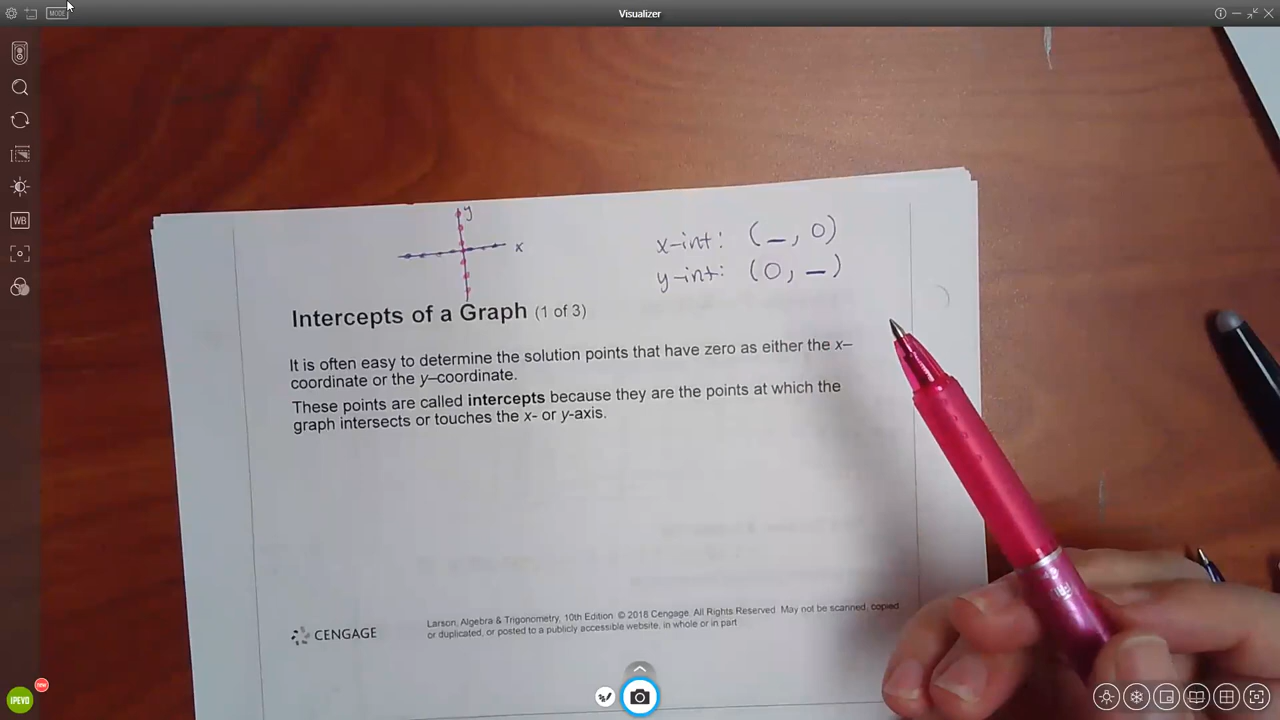 MODE
Visualizer
WB
y
x
x-int: (_, 0)
y-int: (0, _)
Intercepts of a Graph (1 of 3)
It is often easy to determine the solution points that have zero as either the x–
coordinate or the y–coordinate.
These points are called intercepts because they are the points at which the
graph intersects or touches the x- or y-axis.
CENGAGE
Larson, Algebra & Trigonometry, 10th Edition. © 2018 Cengage. All Rights Reserved. May not be scanned, copied
or duplicated, or posted to a publicly accessible website, in whole or in part
IPEVO
new